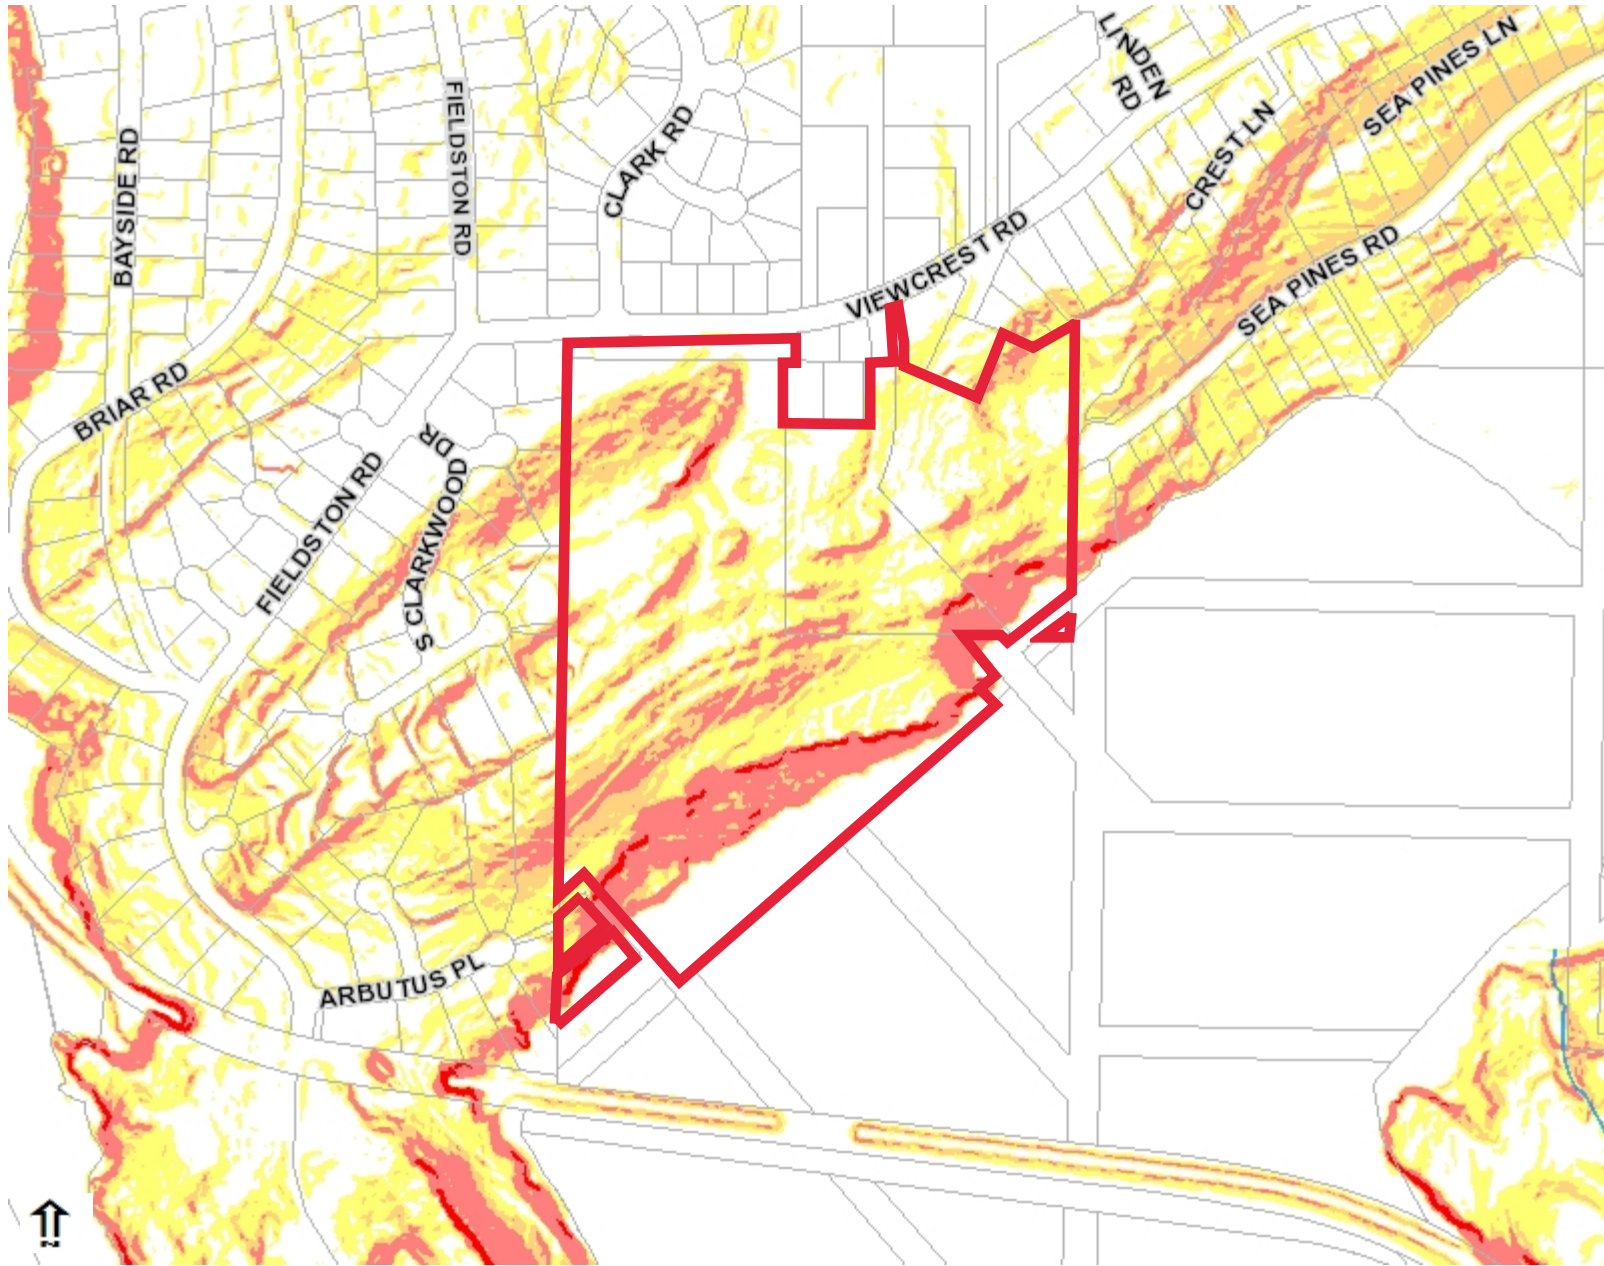 LINDEN
RD
SEA PINES LN
BAYSIDE RD
FIELDSTON RD
CLARK RD
CREST LN
VIEWCREST RD
SEA PINES RD
BRIAR RD
S CLARKWOOD DR
FIELDSTON RD
ARBUTUS PL